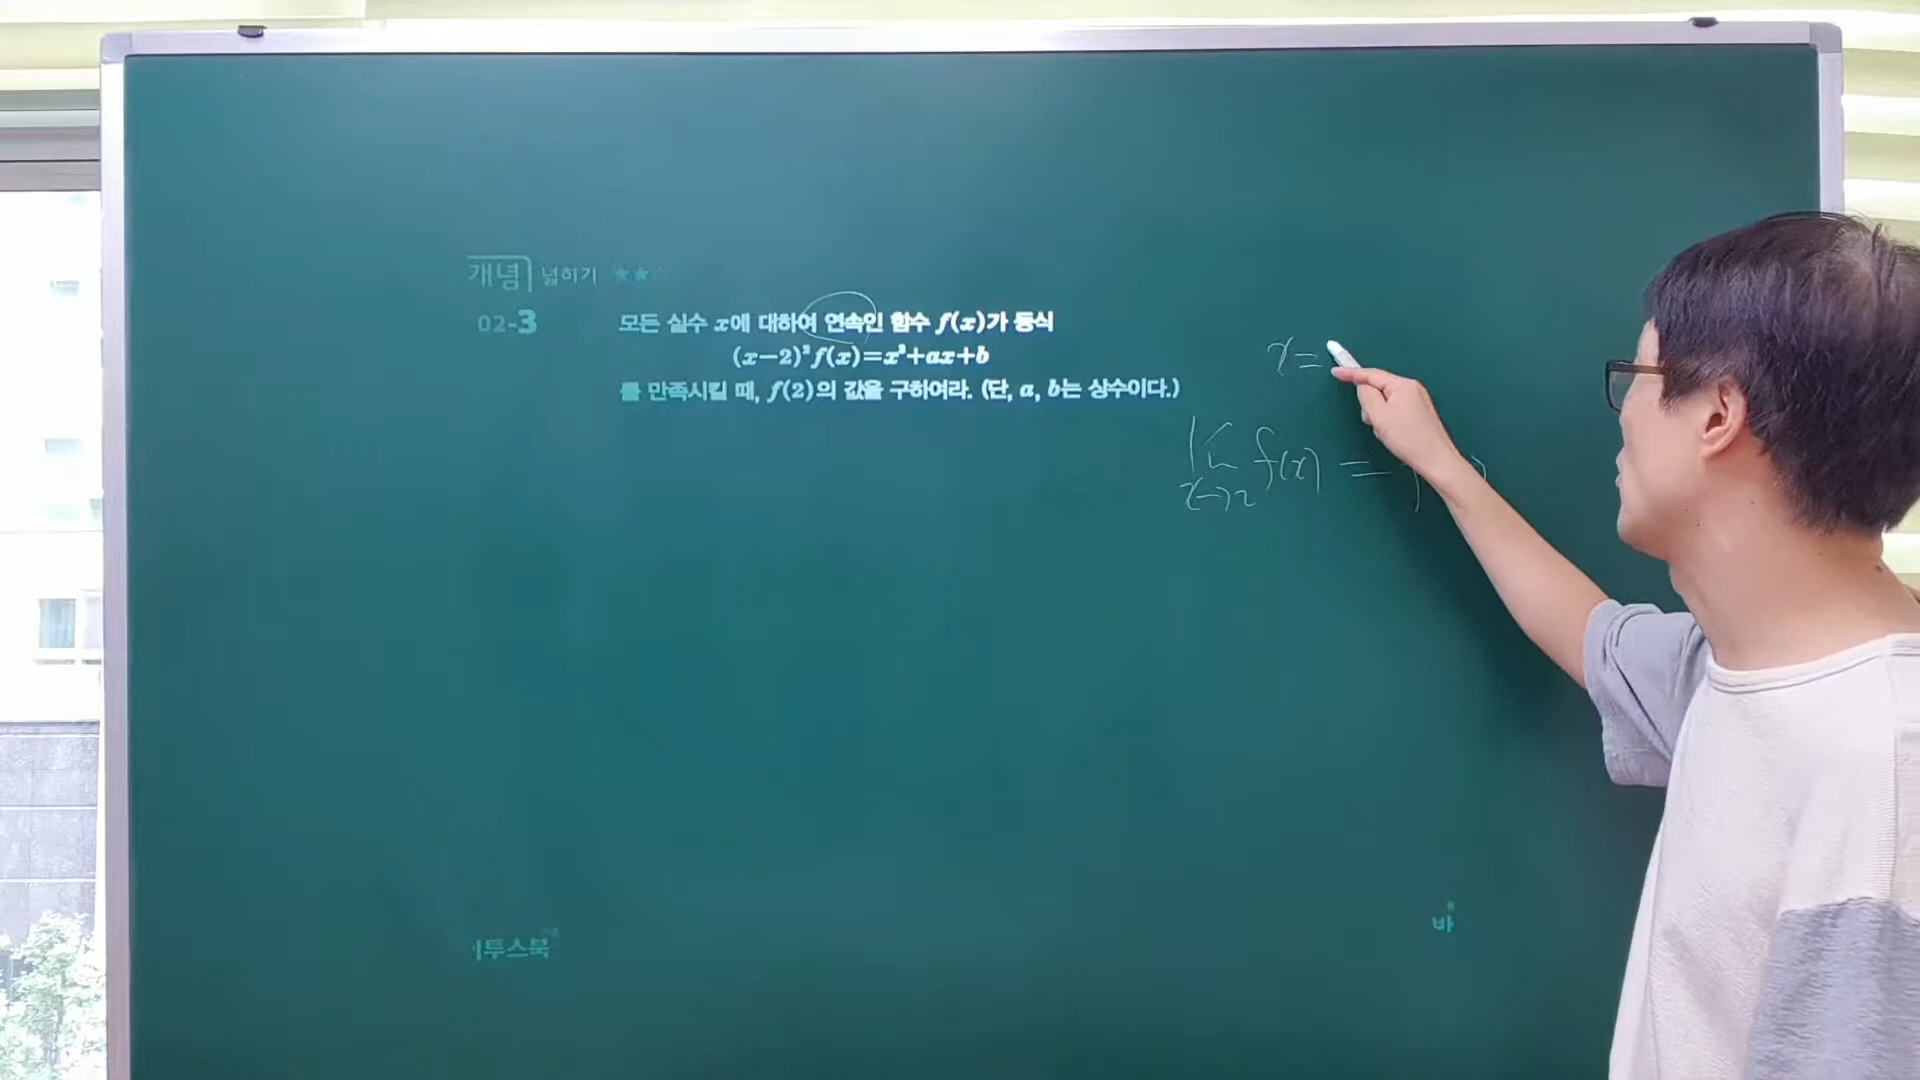 개념 넓히기 ★★
02-3 모든 실수 x에 대하여 연속인 함수 f(x)가 등식
(x-2)²f(x)=x³+ax+b
를 만족시킬 때, f(2)의 값을 구하여라. (단, a, b는 상수이다.)
x=
lim f(x) =
x→2
이투스북
바